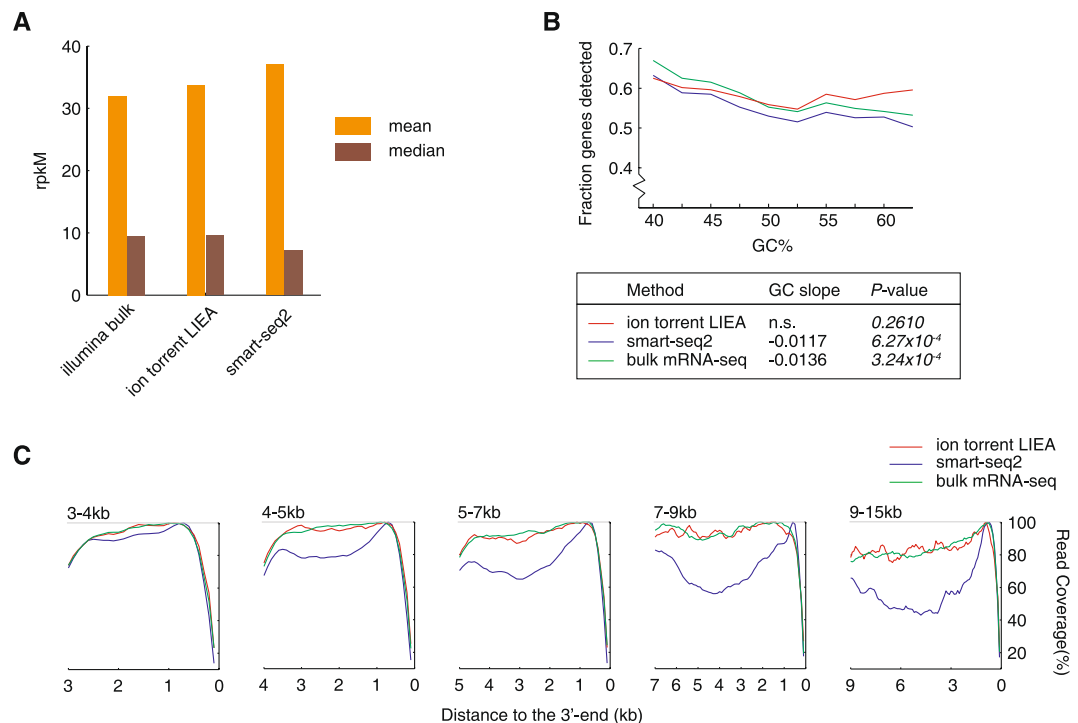 A
40
30
20
10
0
rpkM
mean
median
illumina bulk
ion torrent LIEA
smart-seq2
B
0.7
0.6
0.5
0.4
Fraction genes detected
40 45 50 55 60
GC%
Method GC slope P-value
ion torrent LIEA n.s. 0.2610
smart-seq2 -0.0117 6.27x10⁻⁴
bulk mRNA-seq -0.0136 3.24x10⁻⁴
C
ion torrent LIEA
smart-seq2
bulk mRNA-seq
3-4kb 4-5kb 5-7kb 7-9kb 9-15kb
100
80
60
40
20
Read Coverage(%)
3 2 1 0 4 3 2 1 0 5 4 3 2 1 0 7 6 5 4 3 2 1 0 9 6 3 0
Distance to the 3'-end (kb)